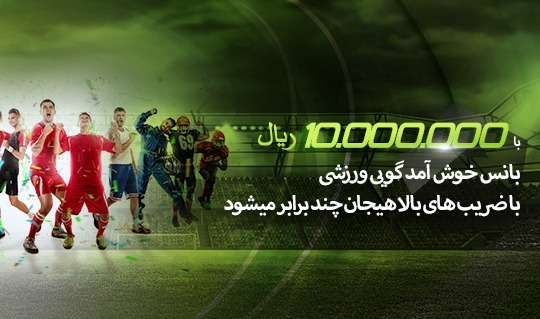 با 10.000.000 ریال
بانس خوش آمد گویی ورزشی
با ضریب های بالا هیجان چند برابر میشود